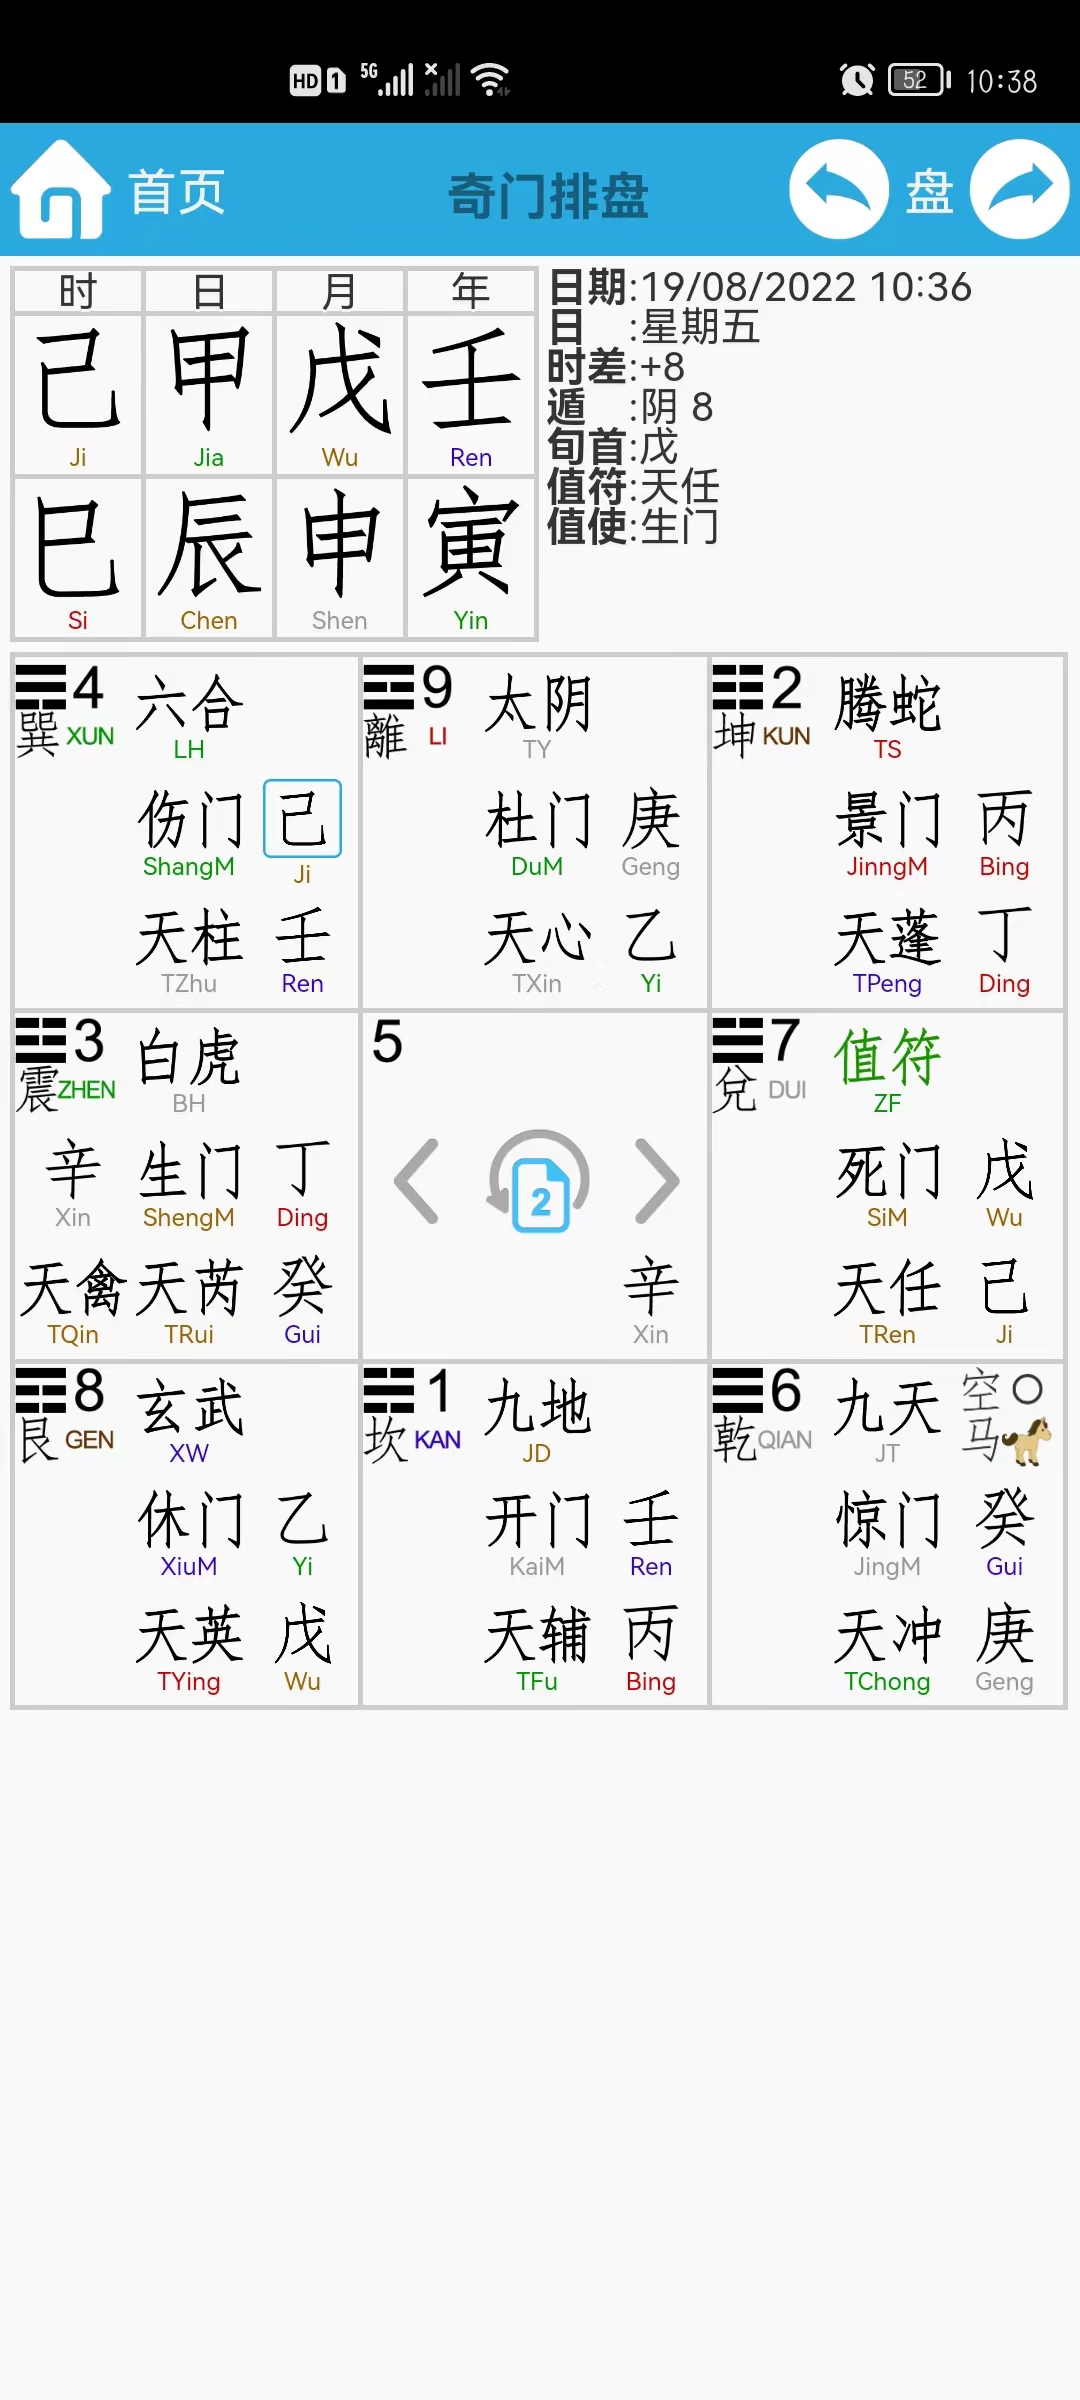 HD 1 5G 52 10:38
首页 奇门排盘 盘
时 日 月 年
己 甲 戊 壬
Ji Jia Wu Ren
巳 辰 申 寅
Si Chen Shen Yin
日期:19/08/2022 10:36
日 :星期五
时差:+8
遁 :阴 8
旬首:戊
值符:天任
值使:生门
4 六合
巽 XUN LH
伤门 己
ShangM Ji
天柱 壬
TZhu Ren
9 太阴
離 LI TY
杜门 庚
DuM Geng
天心 乙
TXin Yi
2 腾蛇
坤 KUN TS
景门 丙
JinngM Bing
天蓬 丁
TPeng Ding
3 白虎
震 ZHEN BH
辛 生门 丁
Xin ShengM Ding
天禽 天芮 癸
TQin TRui Gui
5
2
辛
Xin
7 值符
兌 DUI ZF
死门 戊
SiM Wu
天任 己
TRen Ji
8 玄武
艮 GEN XW
休门 乙
XiuM Yi
天英 戊
TYing Wu
1 九地
坎 KAN JD
开门 壬
KaiM Ren
天辅 丙
TFu Bing
6 九天 空
乾 QIAN JT 马
惊门 癸
JingM Gui
天冲 庚
TChong Geng